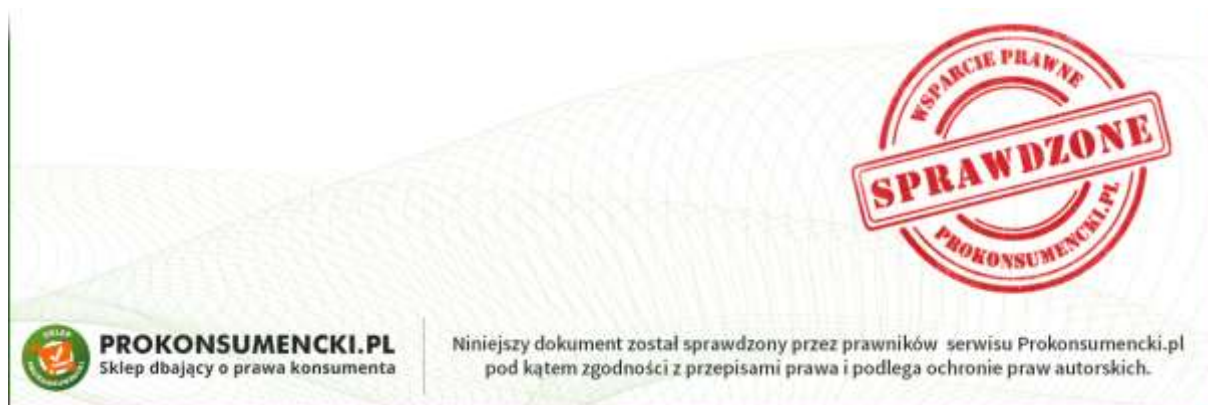 WSPARCIE PRAWNE
SPRAWDZONE
PROKONSUMENCKI.PL
SKLEP
PROKONSUMENCKI.PL
Sklep dbający o prawa konsumenta
Niniejszy dokument został sprawdzony przez prawników serwisu Prokonsumencki.pl
pod kątem zgodności z przepisami prawa i podlega ochronie praw autorskich.